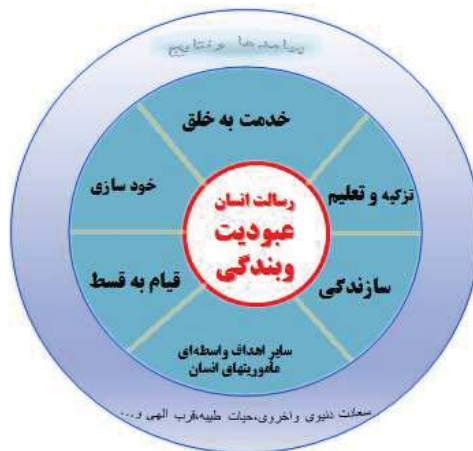 پیامدها ونتایج
خدمت به خلق
تزکیه و تعلیم
خود سازی
رسالت انسان
عبودیت
وبندگی
سازندگی
قیام به قسط
سایر اهداف واسطه‌ای
مأموریتهای انسان
سعادت دنیوی واخروی،حیات طیبه،قرب الهی و...